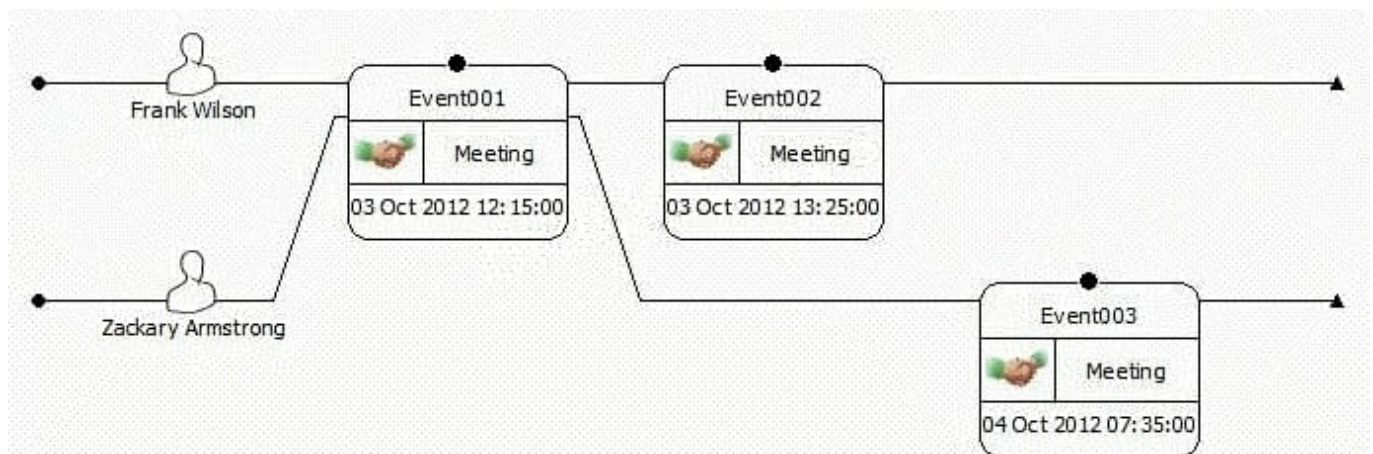 Frank Wilson
Event001
Meeting
03 Oct 2012 12:15:00
Event002
Meeting
03 Oct 2012 13:25:00
Zackary Armstrong
Event003
Meeting
04 Oct 2012 07:35:00